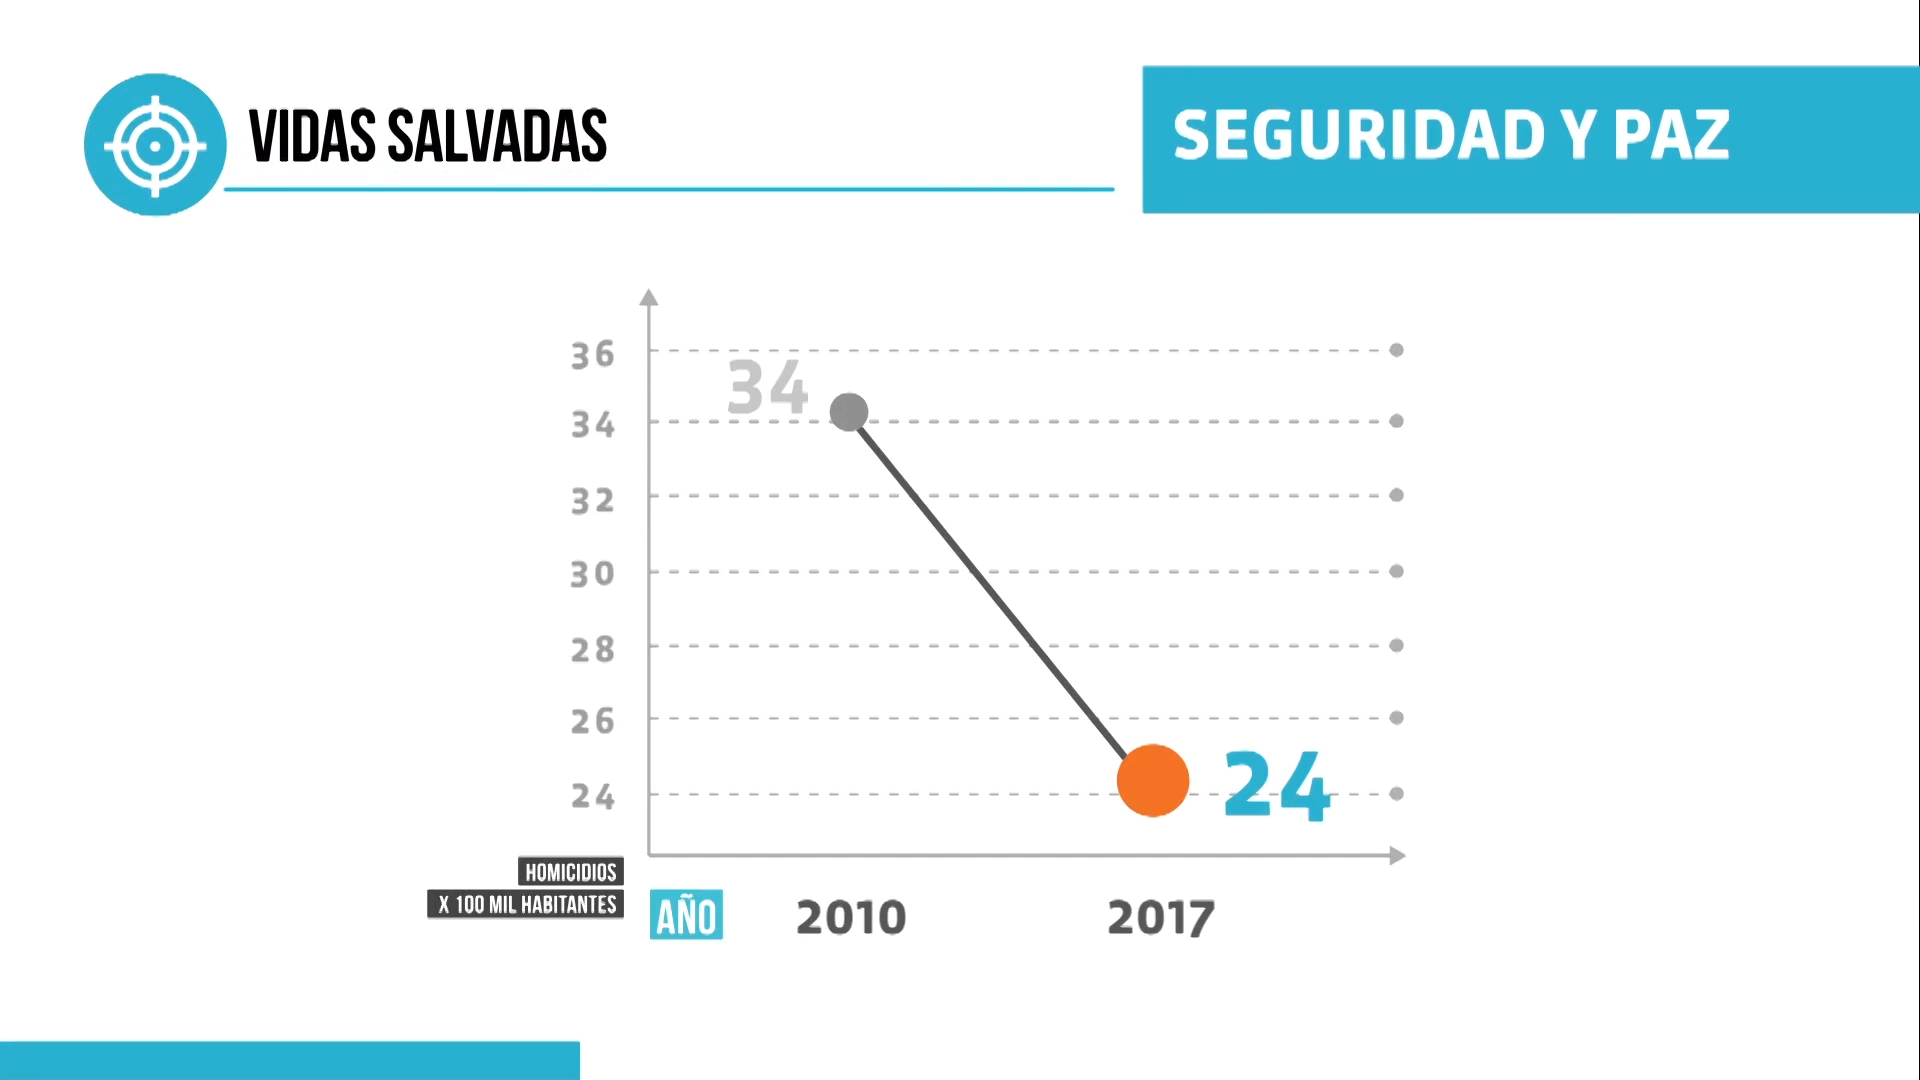 VIDAS SALVADAS
SEGURIDAD Y PAZ
36
34
34
32
30
28
26
24
24
HOMICIDIOS
X 100 MIL HABITANTES
AÑO
2010
2017